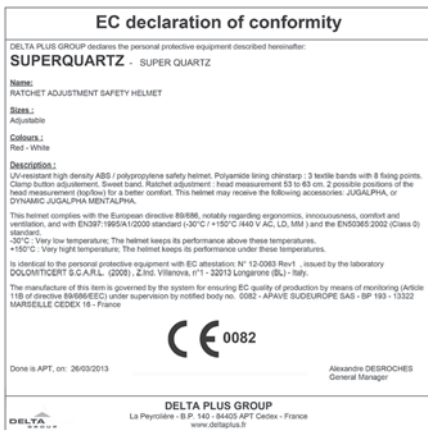 EC declaration of conformity
DELTA PLUS GROUP declares the personal protective equipment described hereinafter:
SUPERQUARTZ - SUPER QUARTZ
Name:
RATCHET ADJUSTMENT SAFETY HELMET
Sizes :
Adjustable
Colours :
Red - White
Description :
UV-resistant high density ABS / polypropylene safety helmet. Polyamide lining chinstarp : 3 textile bands with 8 fixing points.
Clamp button adjustement. Sweet band. Ratchet adjustment : head measurement 53 to 63 cm. 2 possible positions of the
head measurement (top/low) for a better comfort. This helmet may receive the following accessories: JUGALPHA, or
DYNAMIC JUGALPHA MENTALPHA.
This helmet complies with the European directive 89/686, notably regarding ergonomics, innocuousness, comfort and
ventilation, and with EN397:1995/A1/2000 standard (-30°C / +150°C /440 V AC, LD, MM ) and the EN50365:2002 (Class 0)
standard.
-30°C : Very low temperature; The helmet keeps its performance above these temperatures.
+150°C : Very hight temperature; The helmet keeps its performance under these temperatures.
Is identical to the personal protective equipment with EC attestation: N° 12-0063 Rev1 , issued by the laboratory
DOLOMITICERT S.C.A.R.L. (2008) , Z.Ind. Villanova, n°1 - 32013 Longarone (BL) - Italy.
The manufacture of this item is governed by the system for ensuring EC quality of production by means of monitoring (Article
11B of directive 89/686/EEC) under supervision by notified body no. 0082 - APAVE SUDEUROPE SAS - BP 193 - 13322
MARSEILLE CEDEX 16 - France
CE 0082
Done is APT, on: 26/03/2013
Alexandre DESROCHES
General Manager
DELTA PLUS GROUP
La Peyrolière - B.P. 140 - 84405 APT Cedex - France
www.deltaplus.fr
DELTA
GROUP